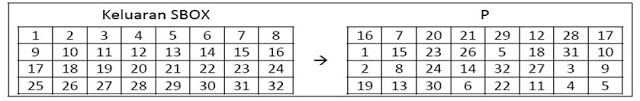 Keluaran SBOX P
1 2 3 4 5 6 7 8 16 7 20 21 29 12 28 17
9 10 11 12 13 14 15 16 → 1 15 23 26 5 18 31 10
17 18 19 20 21 22 23 24 2 8 24 14 32 27 3 9
25 26 27 28 29 30 31 32 19 13 30 6 22 11 4 5